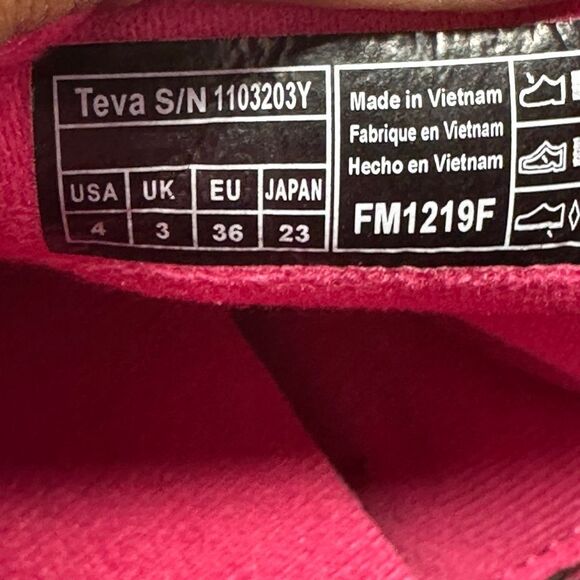 Teva S/N 1103203Y
USA UK EU JAPAN
4 3 36 23
Made in Vietnam
Fabrique en Vietnam
Hecho en Vietnam
FM1219F